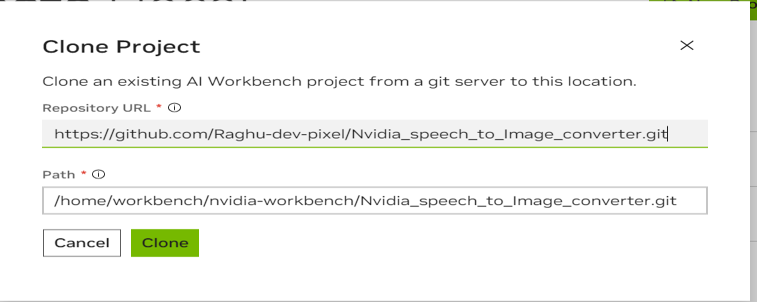 Clone Project
Clone an existing AI Workbench project from a git server to this location.
Repository URL *
https://github.com/Raghu-dev-pixel/Nvidia_speech_to_Image_converter.git
Path *
/home/workbench/nvidia-workbench/Nvidia_speech_to_Image_converter.git
Cancel Clone